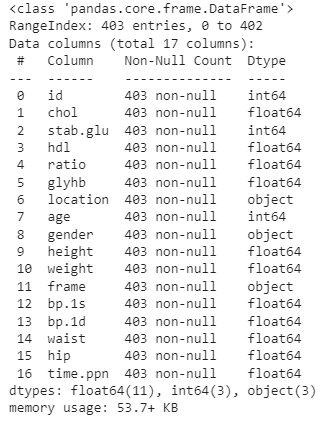 <class 'pandas.core.frame.DataFrame'>
RangeIndex: 403 entries, 0 to 402
Data columns (total 17 columns):
 #   Column    Non-Null Count  Dtype
---  ------    --------------  -----
 0   id        403 non-null    int64
 1   chol      403 non-null    float64
 2   stab.glu  403 non-null    int64
 3   hdl       403 non-null    float64
 4   ratio     403 non-null    float64
 5   glyhb     403 non-null    float64
 6   location  403 non-null    object
 7   age       403 non-null    int64
 8   gender    403 non-null    object
 9   height    403 non-null    float64
 10  weight    403 non-null    float64
 11  frame     403 non-null    object
 12  bp.1s     403 non-null    float64
 13  bp.1d     403 non-null    float64
 14  waist     403 non-null    float64
 15  hip       403 non-null    float64
 16  time.ppn  403 non-null    float64
dtypes: float64(11), int64(3), object(3)
memory usage: 53.7+ KB